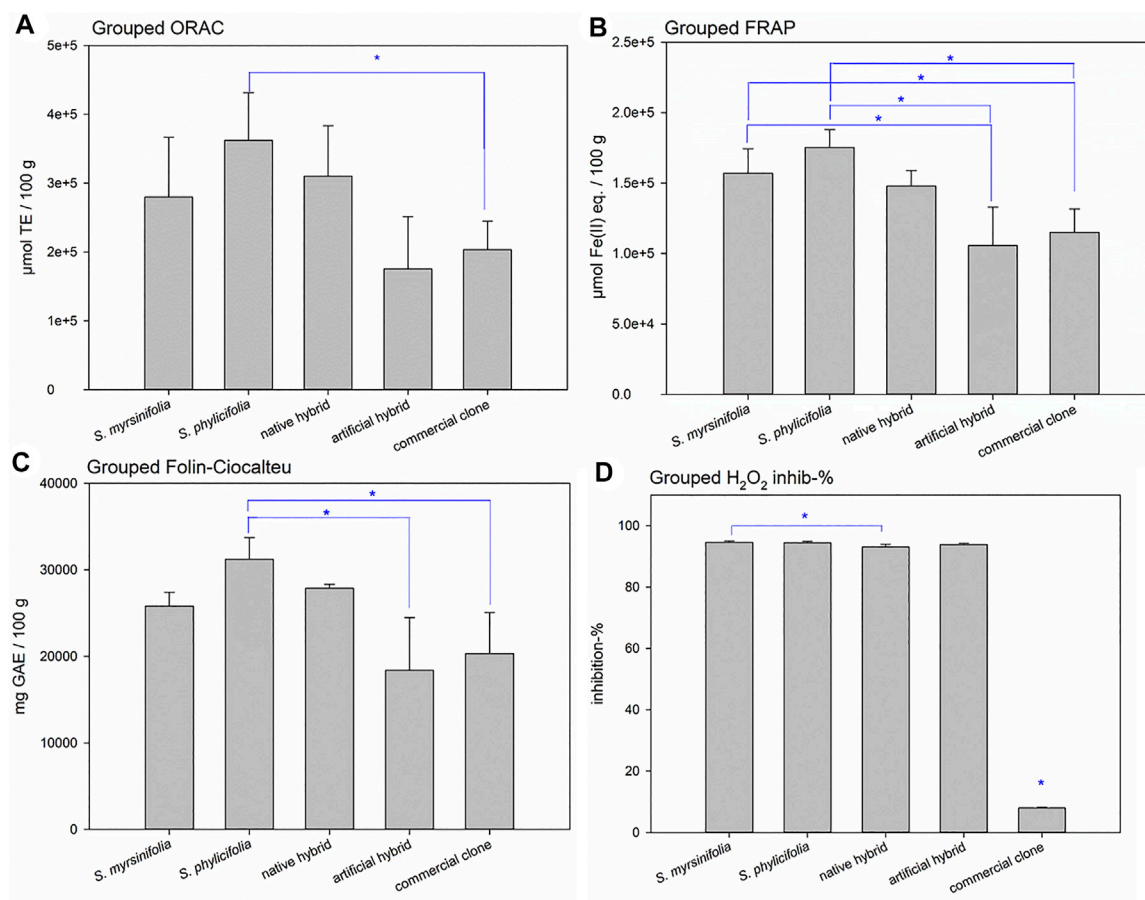 A
Grouped ORAC
*
5e+5
4e+5
3e+5
2e+5
1e+5
0
µmol TE / 100 g
S. myrsinifolia
S. phylicifolia
native hybrid
artificial hybrid
commercial clone
B
Grouped FRAP
*
*
*
*
2.5e+5
2.0e+5
1.5e+5
1.0e+5
5.0e+4
0.0
µmol Fe(II) eq. / 100 g
S. myrsinifolia
S. phylicifolia
native hybrid
artificial hybrid
commercial clone
C
Grouped Folin-Ciocalteu
*
*
40000
30000
20000
10000
0
mg GAE / 100 g
S. myrsinifolia
S. phylicifolia
native hybrid
artificial hybrid
commercial clone
D
Grouped H₂O₂ inhib-%
*
*
100
80
60
40
20
0
inhibition-%
S. myrsinifolia
S. phylicifolia
native hybrid
artificial hybrid
commercial clone